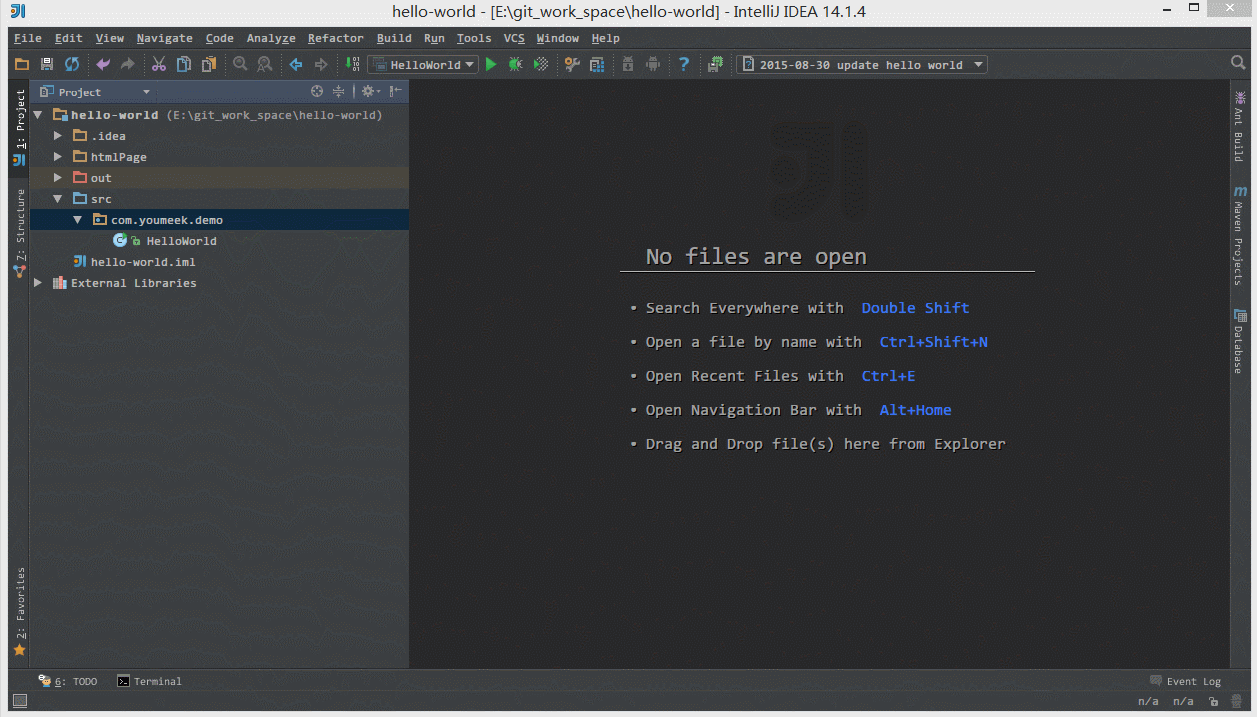 hello-world - [E:\git_work_space\hello-world] - IntelliJ IDEA 14.1.4
File Edit View Navigate Code Analyze Refactor Build Run Tools VCS Window Help
HelloWorld 2015-08-30 update hello world
Project
hello-world (E:\git_work_space\hello-world)
.idea
htmlPage
out
src
com.youmeek.demo
HelloWorld
hello-world.iml
External Libraries
1: Project
7: Structure
2: Favorites
No files are open
• Search Everywhere with Double Shift
• Open a file by name with Ctrl+Shift+N
• Open Recent Files with Ctrl+E
• Open Navigation Bar with Alt+Home
• Drag and Drop file(s) here from Explorer
Ant Build
Maven Projects
Database
6: TODO Terminal Event Log
n/a n/a